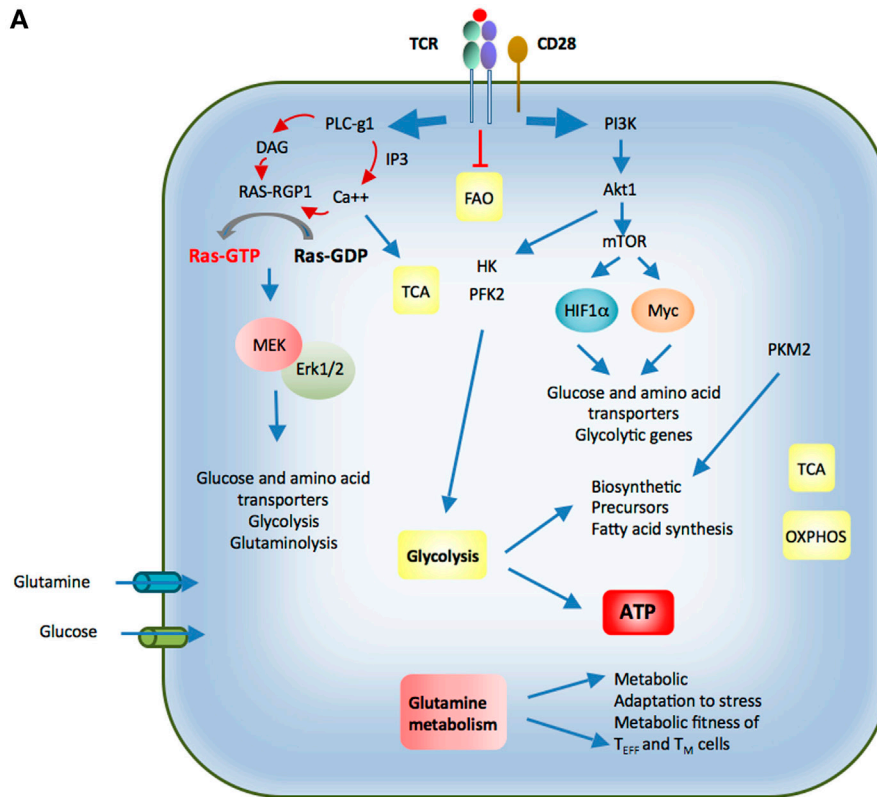 A
TCR
CD28
PLC-g1
PI3K
DAG
IP3
RAS-RGP1
Ca++
FAO
Akt1
Ras-GTP
Ras-GDP
mTOR
TCA
HK
PFK2
HIF1α
Myc
MEK
Erk1/2
PKM2
Glucose and amino acid
transporters
Glycolytic genes
Glucose and amino acid
transporters
Glycolysis
Glutaminolysis
TCA
Biosynthetic
Precursors
Fatty acid synthesis
OXPHOS
Glycolysis
Glutamine
ATP
Glucose
Glutamine
metabolism
Metabolic
Adaptation to stress
Metabolic fitness of
T_EFF and T_M cells